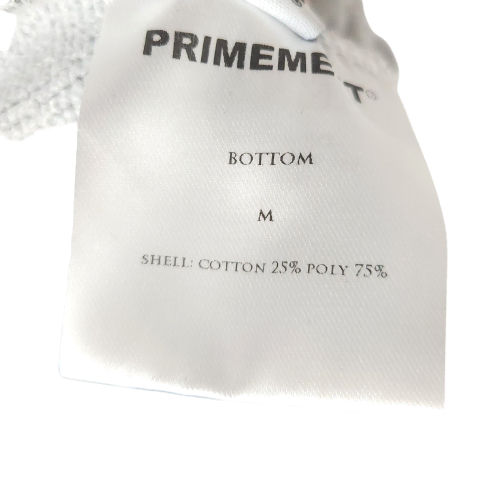 PRIMEME T®
BOTTOM
M
SHELL: COTTON 25% POLY 75%